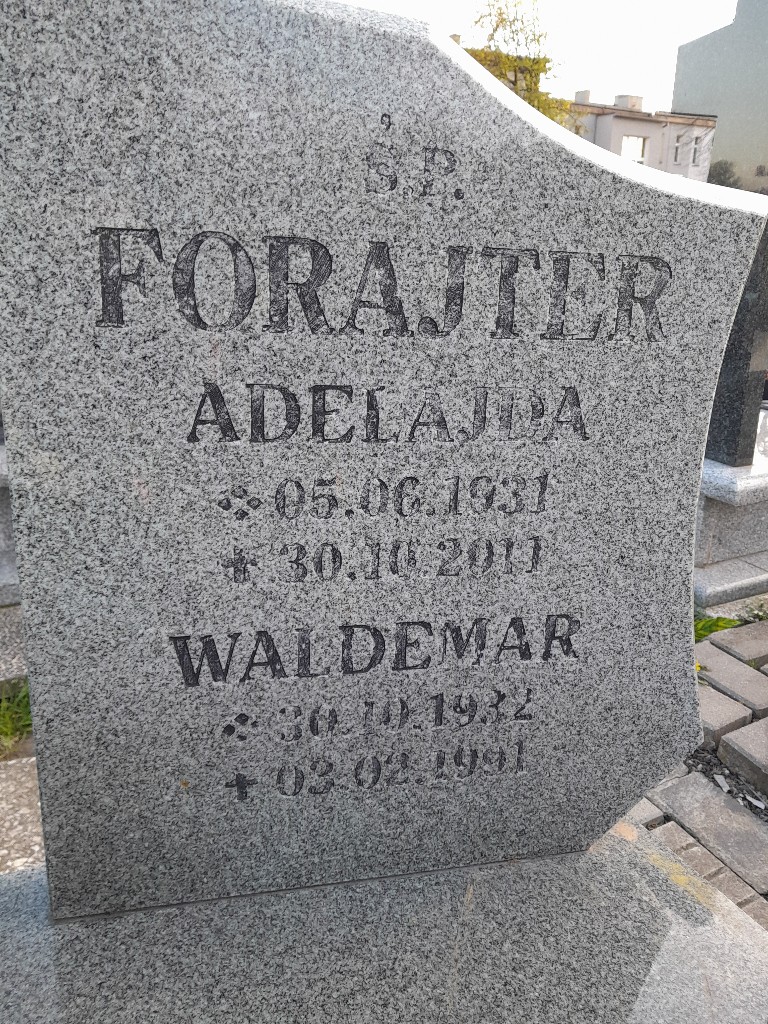 Ś.P.
FORAJTER
ADELAJDA
05.06.1931
30.10.2011
WALDEMAR
30.10.1932
03.02.1991